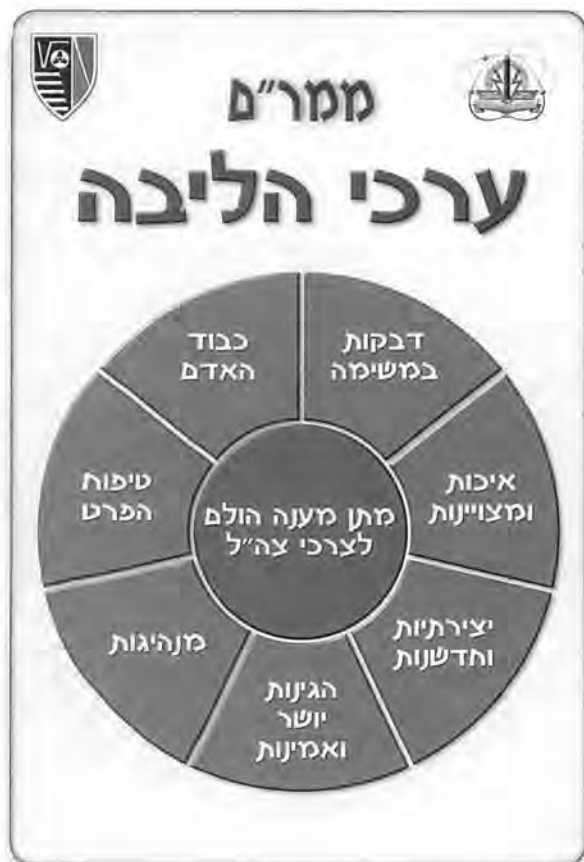 ממר"ם
ערכי הליבה
דבקות
במשימה
איכות
ומצויינות
יצירתיות
וחדשנות
הגינות
יושר
ואמינות
מנהיגות
טיפוח
הפרט
כבוד
האדם
מתן מענה הולם
לצרכי צה"ל